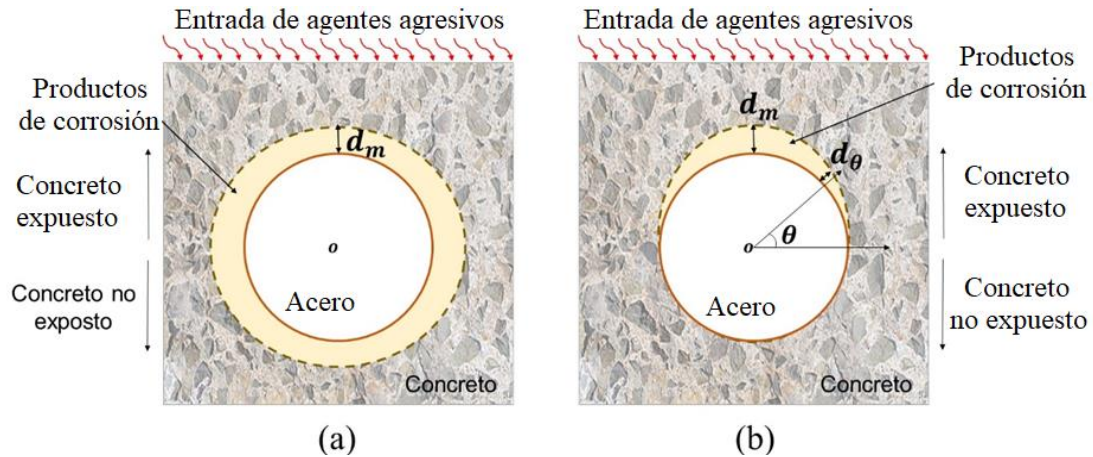 Entrada de agentes agresivos
Productos
de corrosión
d_m
Concreto
expuesto
o
Concreto no
exposto
Acero
Concreto
(a)
Entrada de agentes agresivos
Productos
de corrosión
d_m
d_θ
Concreto
expuesto
o
θ
Acero
Concreto
no expuesto
Concreto
(b)